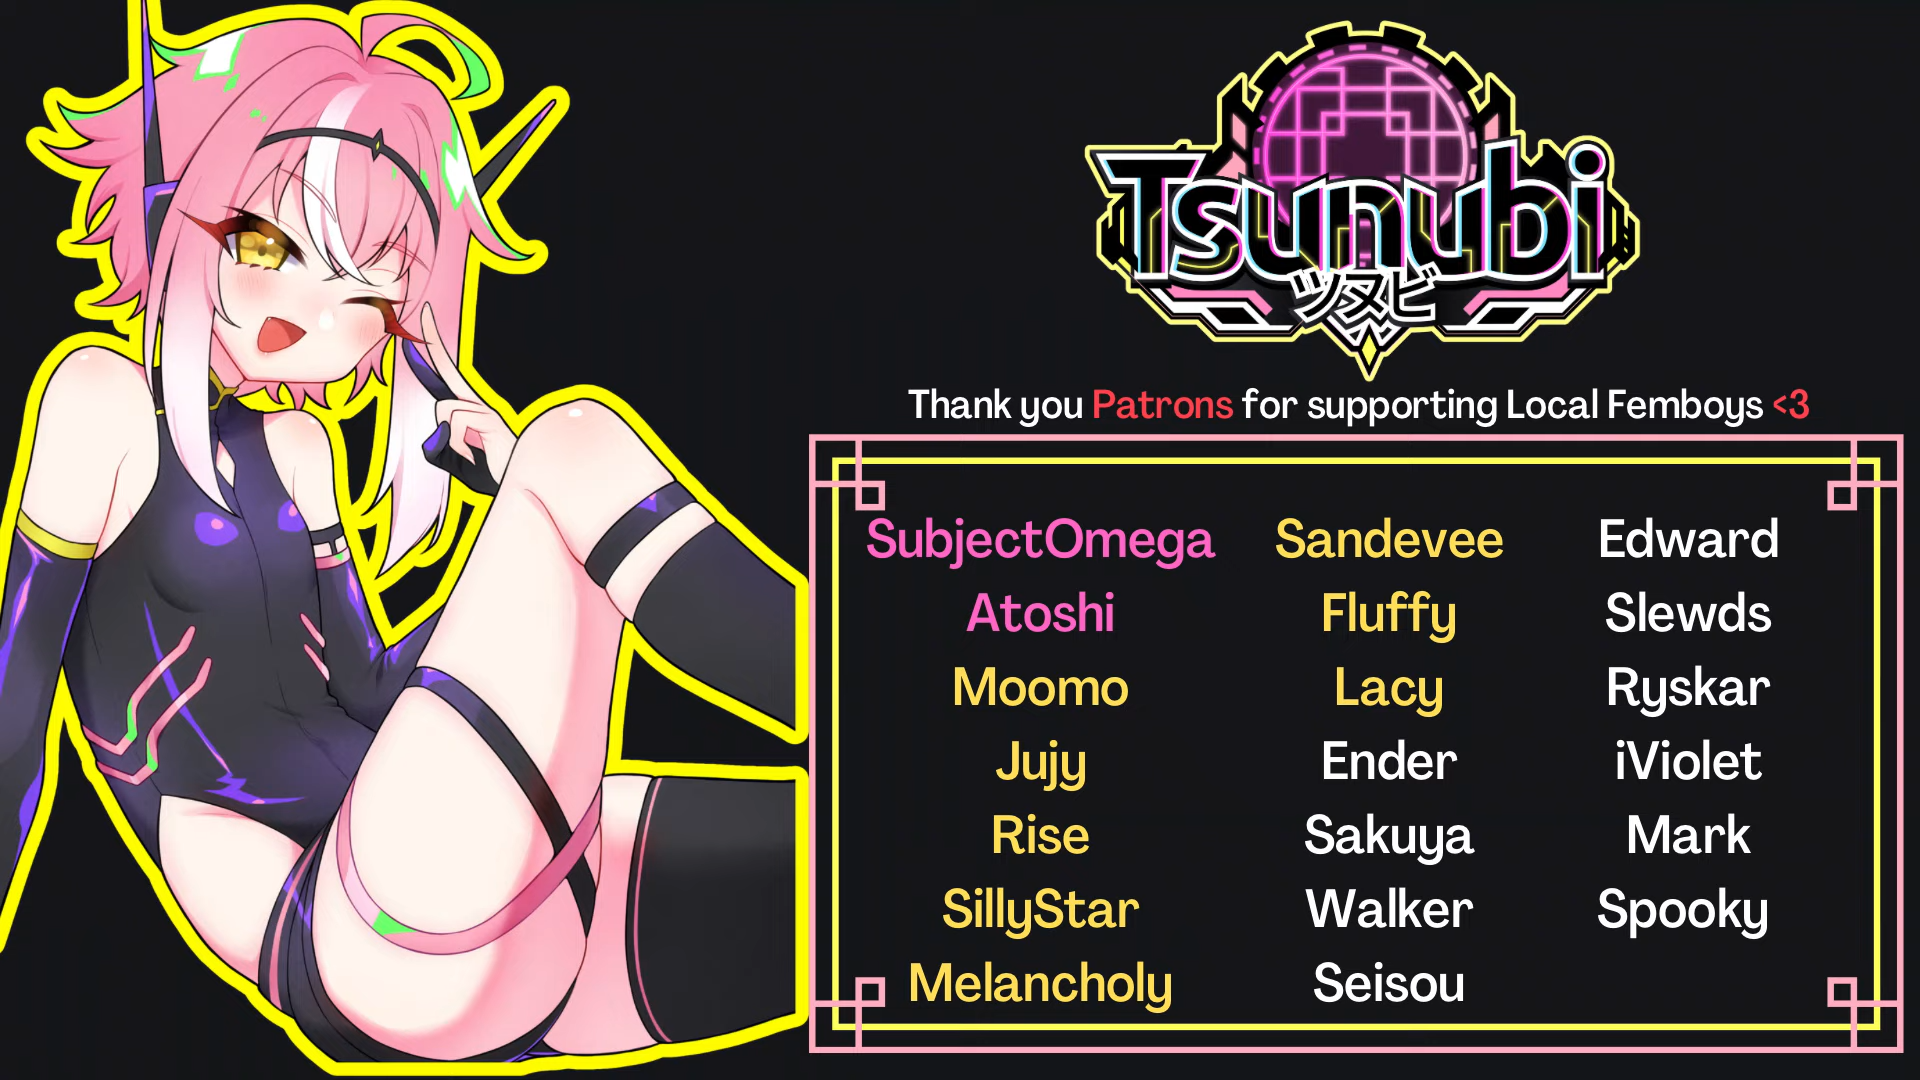 Tsunubi
ツヌビ
Thank you Patrons for supporting Local Femboys <3
SubjectOmega
Atoshi
Moomo
Jujy
Rise
SillyStar
Melancholy
Sandevee
Fluffy
Lacy
Ender
Sakuya
Walker
Seisou
Edward
Slewds
Ryskar
iViolet
Mark
Spooky